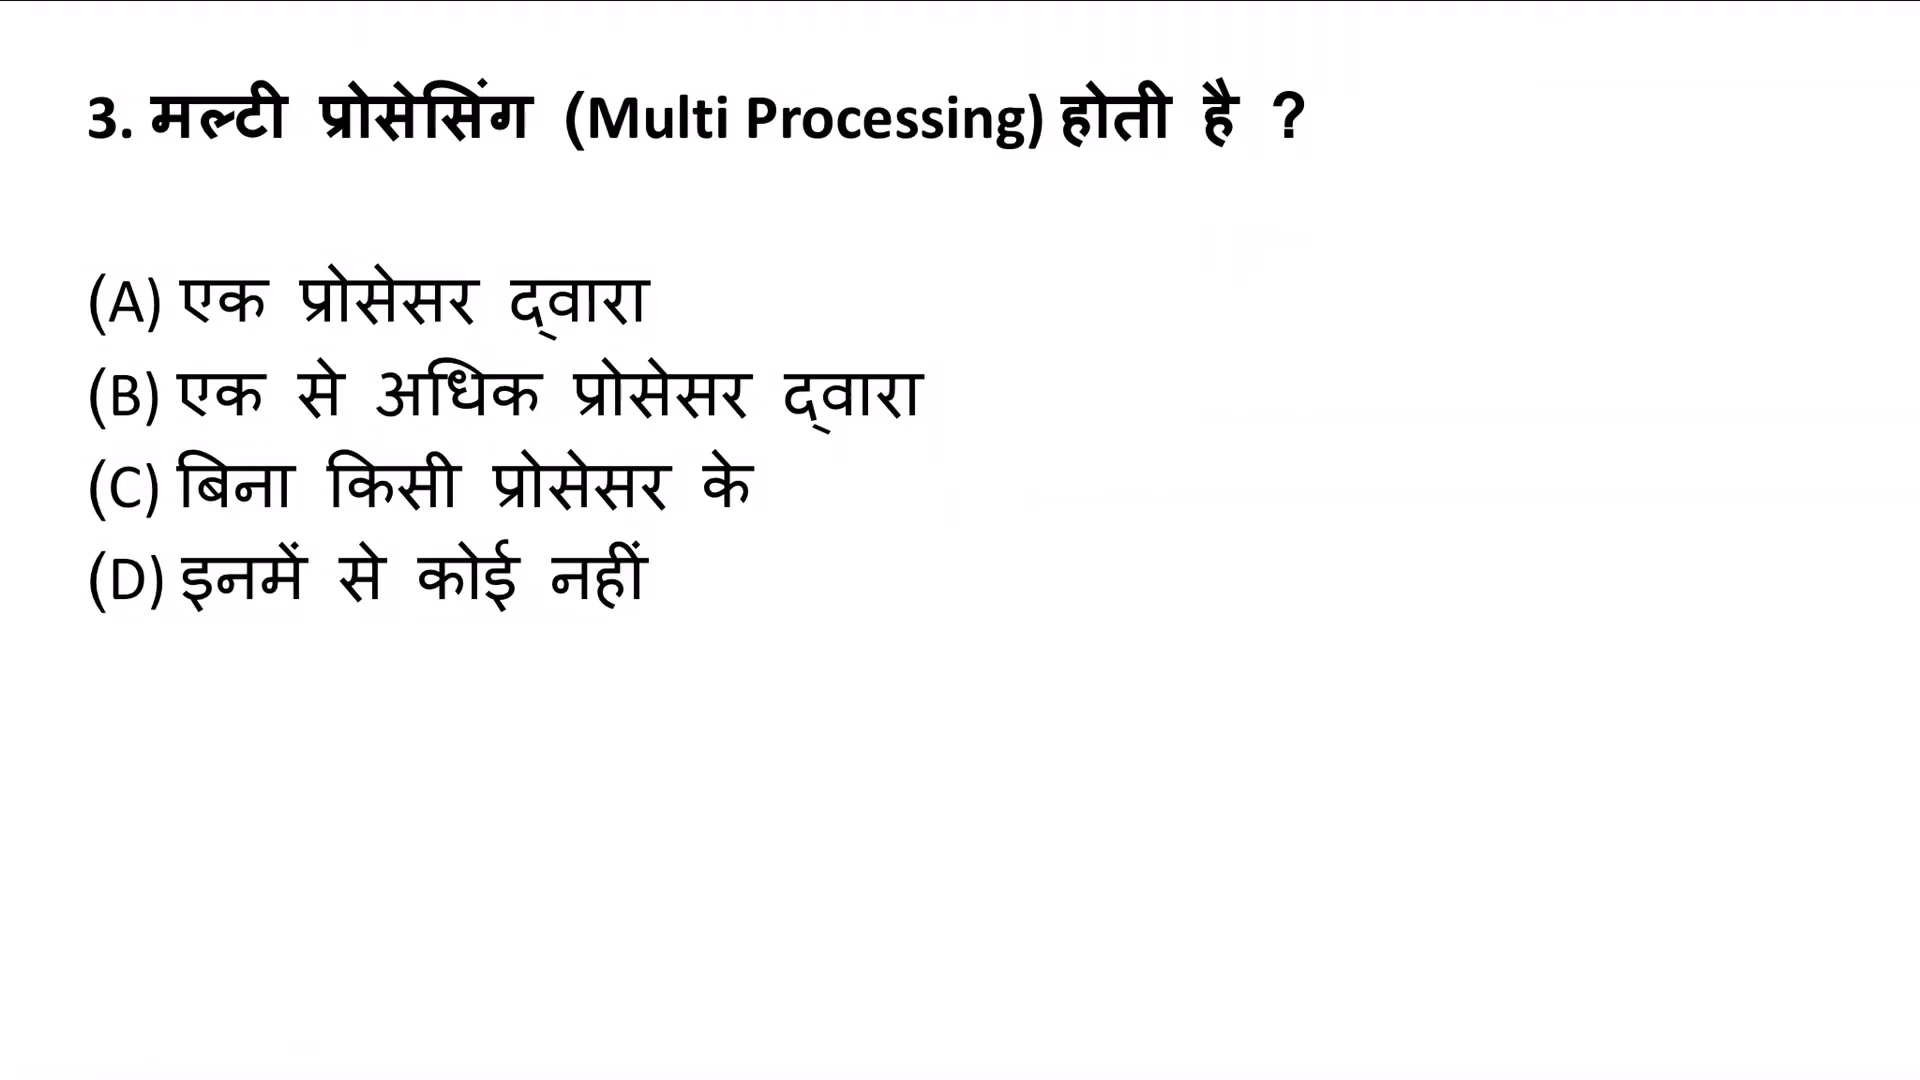 3. मल्टी प्रोसेसिंग (Multi Processing) होती है ?
(A) एक प्रोसेसर द्वारा
(B) एक से अधिक प्रोसेसर द्वारा
(C) बिना किसी प्रोसेसर के
(D) इनमें से कोई नहीं